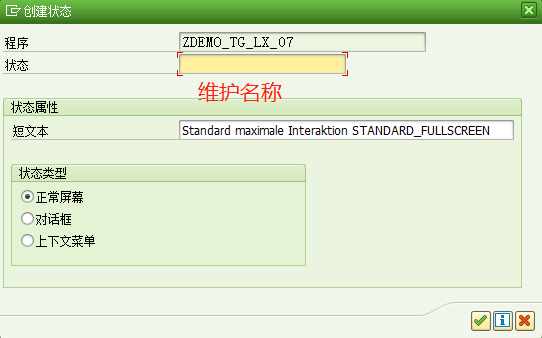 创建状态
程序 ZDEMO_TG_LX_07
状态
维护名称
状态属性
短文本 Standard maximale Interaktion STANDARD_FULLSCREEN
状态类型
正常屏幕
对话框
上下文菜单